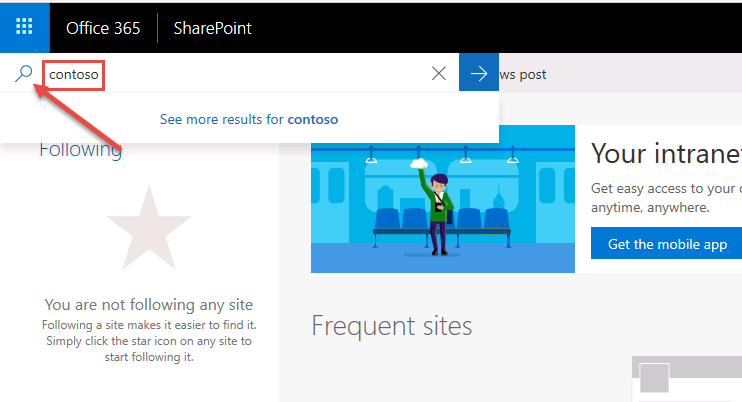 Office 365 SharePoint
contoso
ws post
See more results for contoso
Following
You are not following any site
Following a site makes it easier to find it.
Simply click the star icon on any site to
start following it.
Your intrane
Get easy access to your
anytime, anywhere.
Get the mobile app
Frequent sites